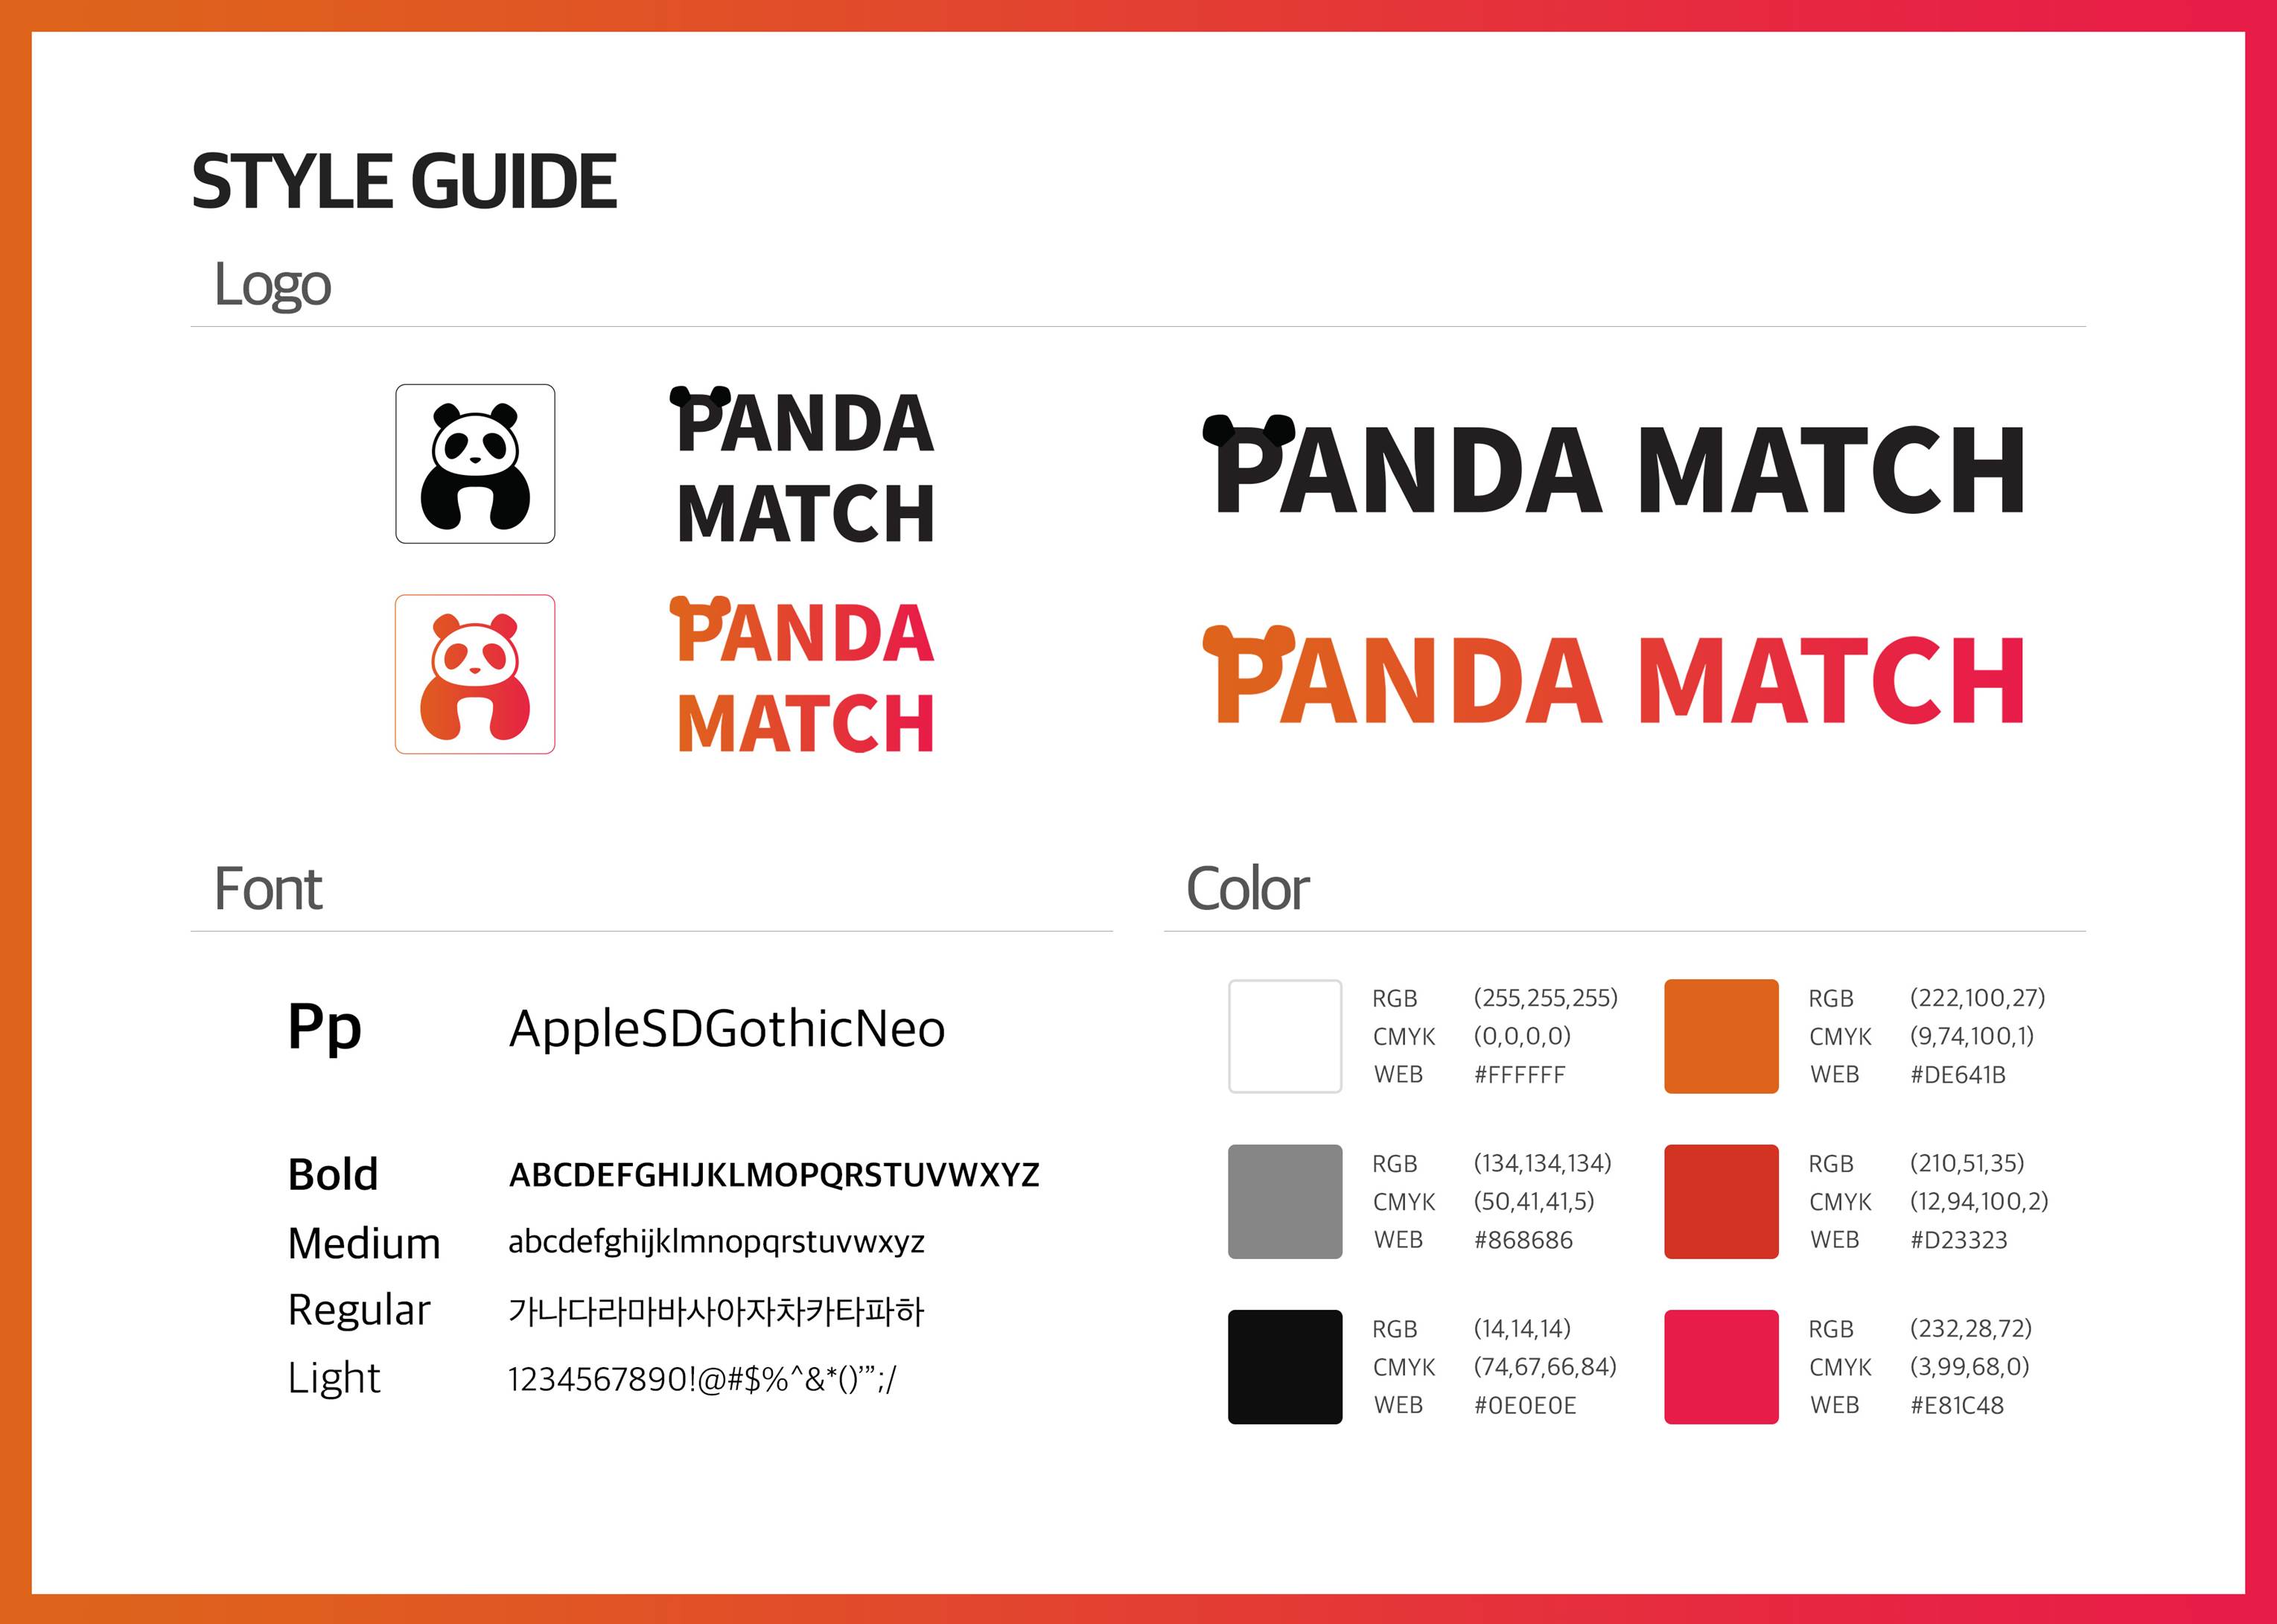 STYLE GUIDE
Logo
PANDA
MATCH
PANDA MATCH
PANDA
MATCH
PANDA MATCH
Font
Pp AppleSDGothicNeo
Bold ABCDEFGHIJKLMOPQRSTUVWXYZ
Medium abcdefghijklmnopqrstuvwxyz
Regular 가나다라마바사아자차카타파하
Light 1234567890!@#$%^&*()’”;/
Color
RGB (255,255,255)
CMYK (0,0,0,0)
WEB #FFFFFF
RGB (222,100,27)
CMYK (9,74,100,1)
WEB #DE641B
RGB (134,134,134)
CMYK (50,41,41,5)
WEB #868686
RGB (210,51,35)
CMYK (12,94,100,2)
WEB #D23323
RGB (14,14,14)
CMYK (74,67,66,84)
WEB #0E0E0E
RGB (232,28,72)
CMYK (3,99,68,0)
WEB #E81C48